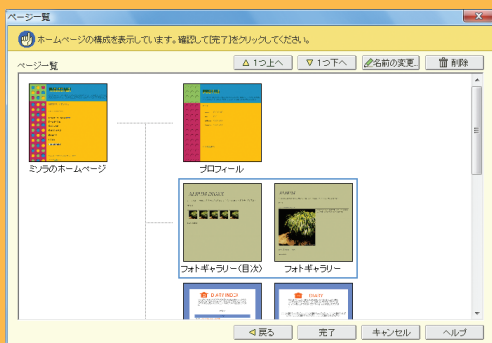 ページ一覧
ホームページの構成を表示しています。確認して[完了]をクリックしてください。
ページ一覧
△ 1つ上へ
▽ 1つ下へ
名前の変更
削除
ミソラのホームページ
プロフィール
フォトギャラリー(目次)
フォトギャラリー
DIARY INDEX
DIARY
戻る
完了
キャンセル
ヘルプ